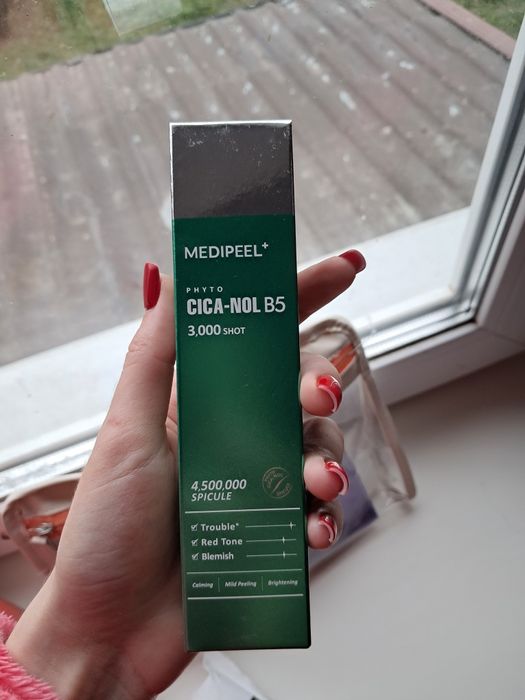 MEDIPEEL+
PHYTO
CICA-NOL B5
3,000 SHOT
4,500,000
SPICULE
Trouble*
Red Tone
Blemish
Calming | Mild Peeling | Brightening